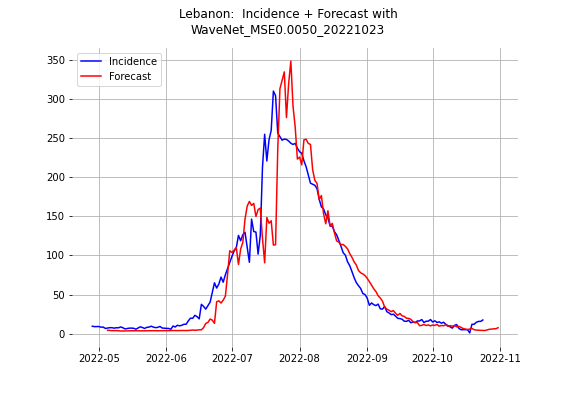 Lebanon:  Incidence + Forecast with
WaveNet_MSE0.0050_20221023
Incidence
Forecast
350
300
250
200
150
100
50
0
2022-05 2022-06 2022-07 2022-08 2022-09 2022-10 2022-11